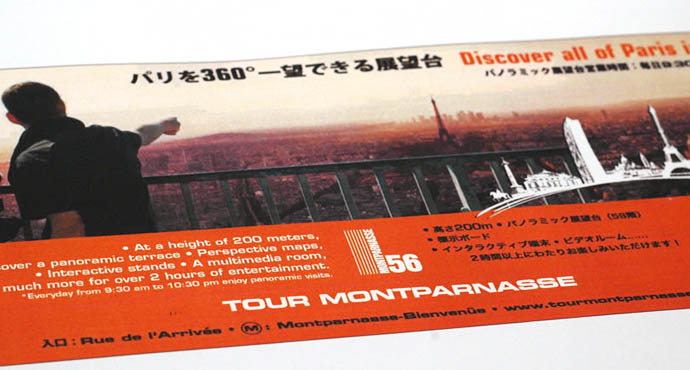 パリを360°一望できる展望台
Discover all of Paris i
パノラミック展望台営業時間：毎日9:30
• At a height of 200 meters,
over a panoramic terrace • Perspective maps,
• Interactive stands • A multimedia room,
much more for over 2 hours of entertainment.
*Everyday from 9:30 am to 10:30 pm enjoy panoramic visits.
MONTPARNASSE 56
• 高さ200m • パノラミック展望台（59階）
• 展示ボード
• インタラクティブ端末 • ビデオルーム……
2時間以上にわたりお楽しみいただけます！
TOUR MONTPARNASSE
入口：Rue de l'Arrivée • M : Montparnasse-Bienvenüe • www.tourmontparnas